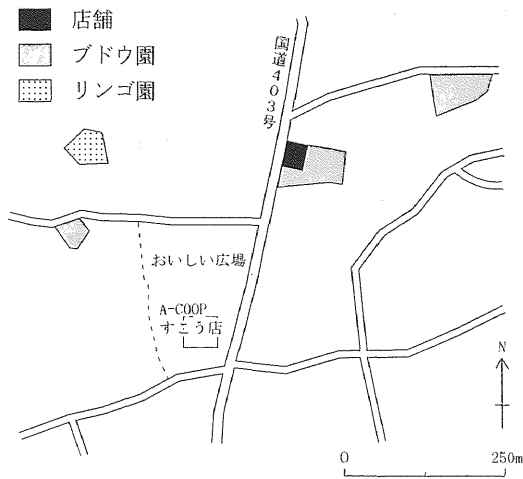 店舗
ブドウ園
リンゴ園
国道403号
おいしい広場
A-COOP
すこう店
N
0
250m